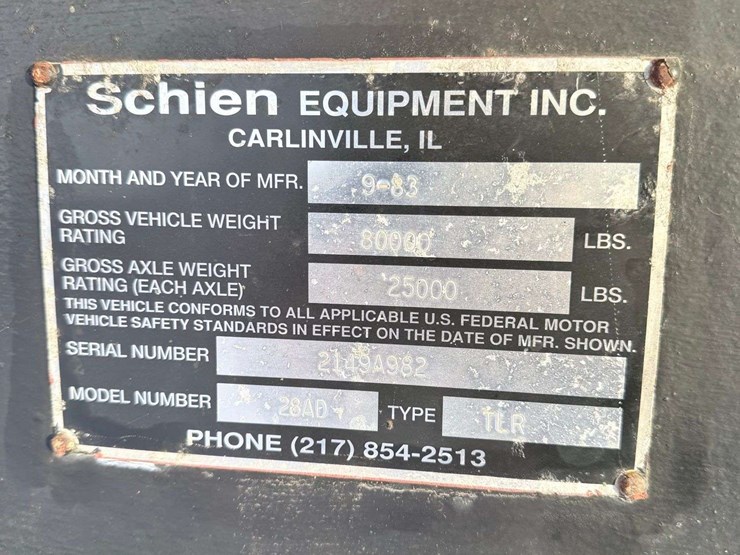 Schien EQUIPMENT INC.
CARLINVILLE, IL
MONTH AND YEAR OF MFR. 9-83
GROSS VEHICLE WEIGHT
RATING 80000 LBS.
GROSS AXLE WEIGHT
RATING (EACH AXLE) 25000 LBS.
THIS VEHICLE CONFORMS TO ALL APPLICABLE U.S. FEDERAL MOTOR
VEHICLE SAFETY STANDARDS IN EFFECT ON THE DATE OF MFR. SHOWN.
SERIAL NUMBER 2149A982
MODEL NUMBER 28AD TYPE TLR
PHONE (217) 854-2513